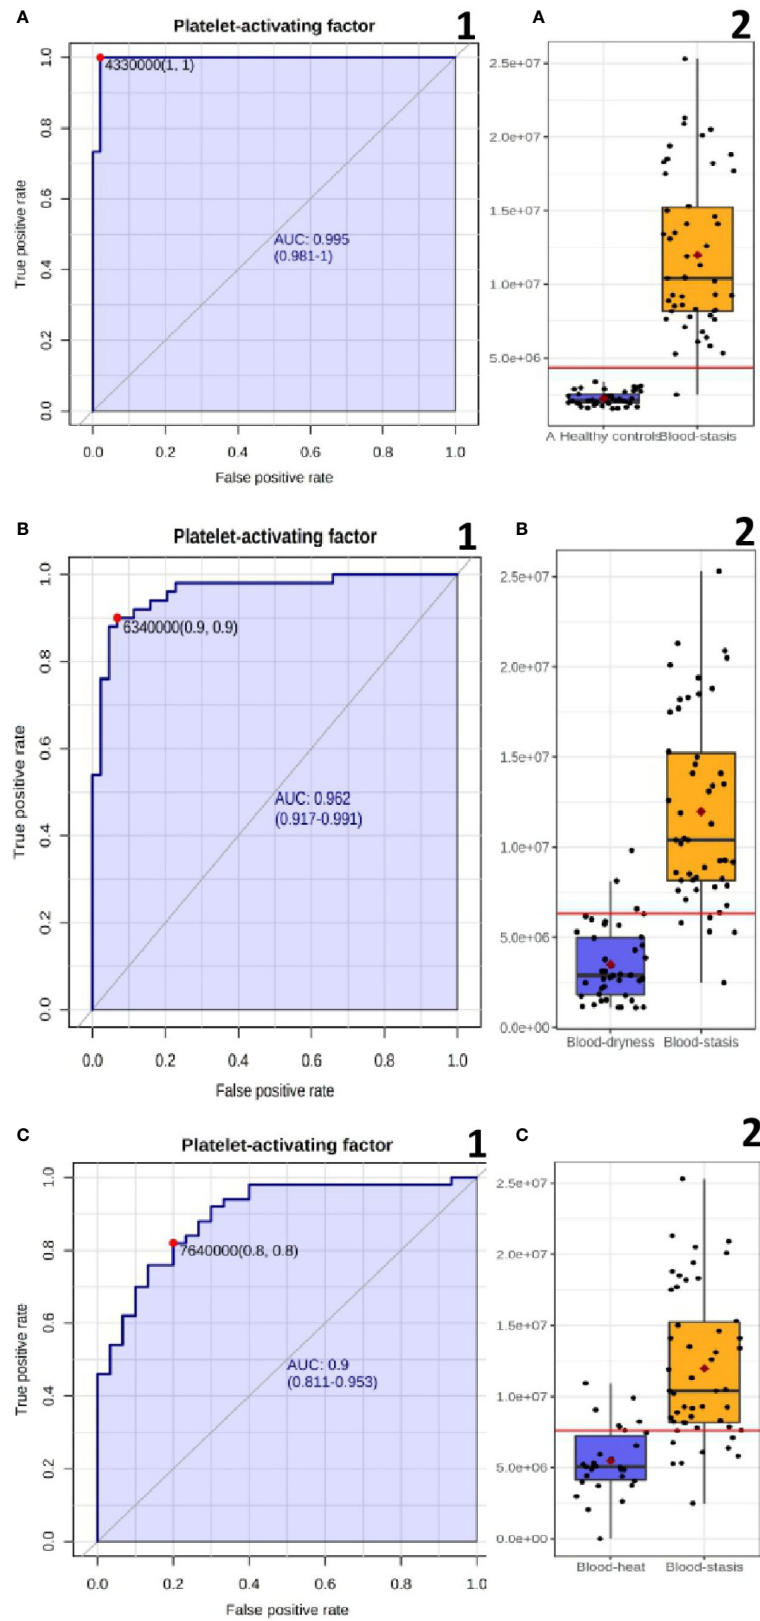 A
Platelet-activating factor
1
1.0
0.8
0.6
0.4
0.2
0.0
True positive rate
4330000(1, 1)
AUC: 0.995
(0.981-1)
0.0 0.2 0.4 0.6 0.8 1.0
False positive rate
A
2
2.5e+07
2.0e+07
1.5e+07
1.0e+07
5.0e+06
A Healthy controls Blood-stasis
B
Platelet-activating factor
1
1.0
0.8
0.6
0.4
0.2
0.0
True positive rate
6340000(0.9, 0.9)
AUC: 0.962
(0.917-0.991)
0.0 0.2 0.4 0.6 0.8 1.0
False positive rate
B
2
2.5e+07
2.0e+07
1.5e+07
1.0e+07
5.0e+06
0.0e+00
Blood-dryness Blood-stasis
C
Platelet-activating factor
1
1.0
0.8
0.6
0.4
0.2
0.0
True positive rate
7640000(0.8, 0.8)
AUC: 0.9
(0.811-0.953)
0.0 0.2 0.4 0.6 0.8 1.0
False positive rate
C
2
2.5e+07
2.0e+07
1.5e+07
1.0e+07
5.0e+06
0.0e+00
Blood-heat Blood-stasis